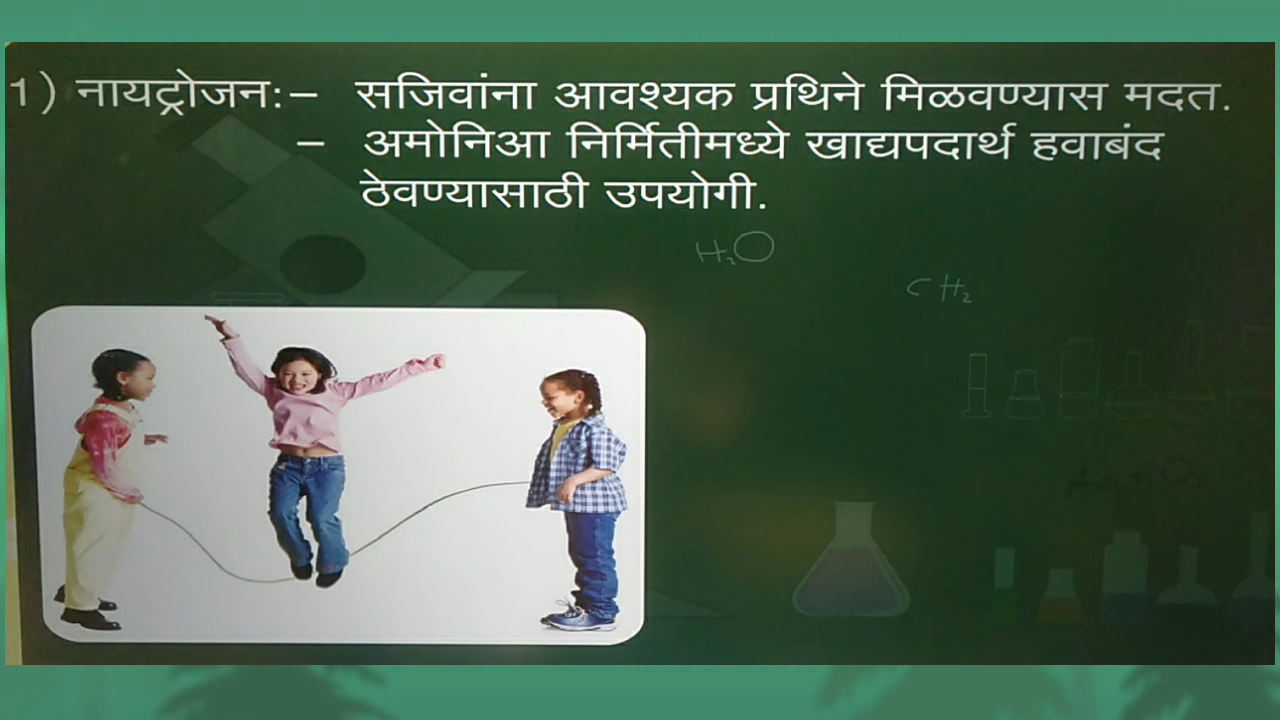 1) नायट्रोजन:- सजिवांना आवश्यक प्रथिने मिळवण्यास मदत.
- अमोनिआ निर्मितीमध्ये खाद्यपदार्थ हवाबंद
ठेवण्यासाठी उपयोगी.
H₂O
CH₂